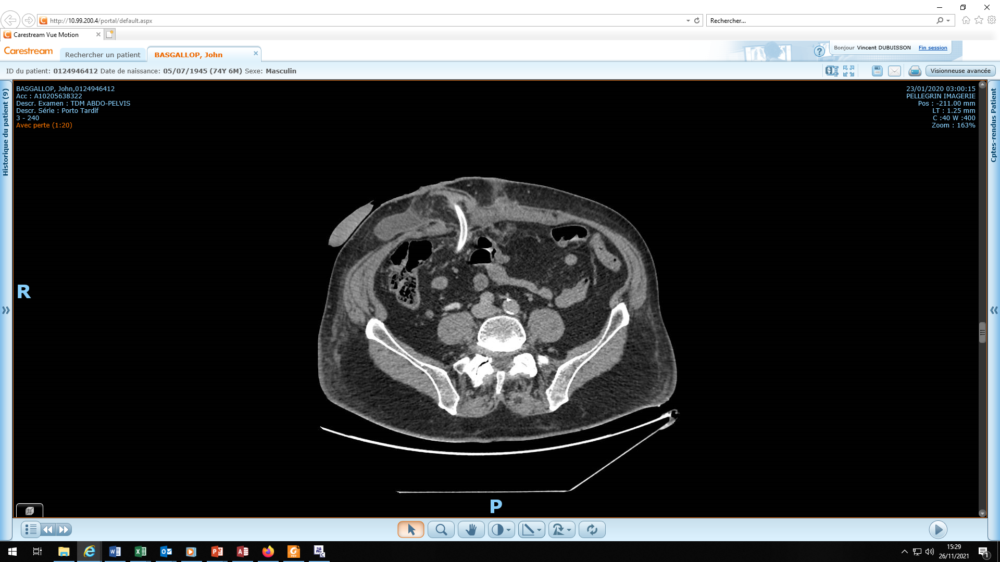 http://10.99.200.4/portal/default.aspx
Rechercher...
Carestream Vue Motion
Carestream
Rechercher un patient
BASGALLOP, John
Bonjour Vincent DUBUISSON
Fin session
ID du patient: 0124946412 Date de naissance: 05/07/1945 (74Y 6M) Sexe: Masculin
Visionneuse avancée
Historique du patient (9)
Cptes-rendus Patient
BASGALLOP, John,0124946412
Acc : A10205638322
Descr. Examen : TDM ABDO-PELVIS
Descr. Série : Porto Tardif
3 - 240
Avec perte (1:20)
23/01/2020 03:00:15
PELLEGRIN IMAGERIE
Pos : -211.00 mm
LT : 1.25 mm
C :40 W :400
Zoom : 163%
R
P
15:29
26/11/2021
1